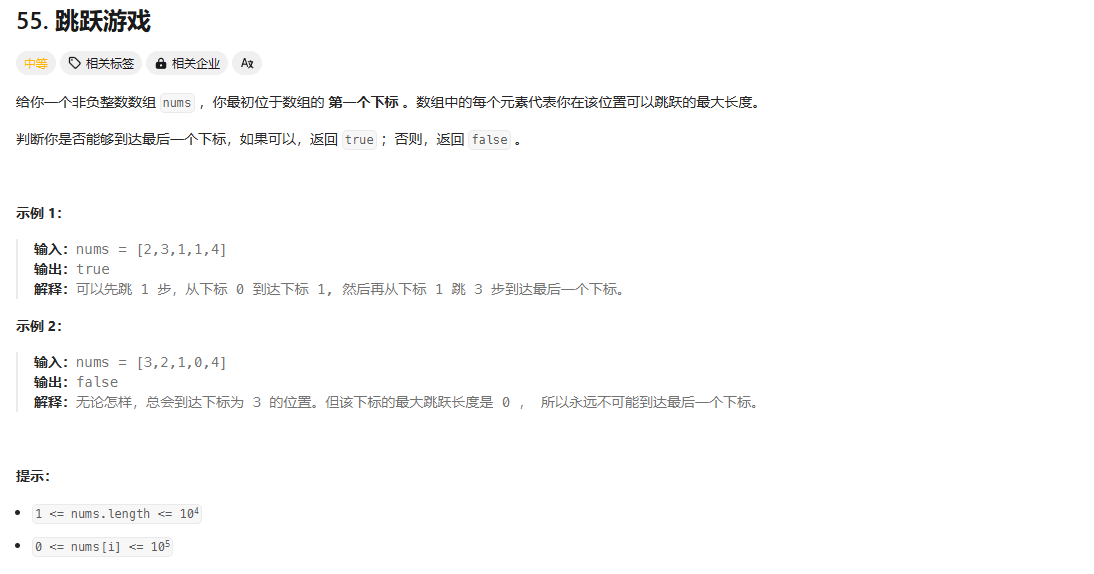 55. 跳跃游戏
中等 相关标签 相关企业 Aあ
给你一个非负整数数组 nums ，你最初位于数组的 第一个下标 。数组中的每个元素代表你在该位置可以跳跃的最大长度。
判断你是否能够到达最后一个下标，如果可以，返回 true ；否则，返回 false 。
示例 1：
输入：nums = [2,3,1,1,4]
输出：true
解释：可以先跳 1 步，从下标 0 到达下标 1, 然后再从下标 1 跳 3 步到达最后一个下标。
示例 2：
输入：nums = [3,2,1,0,4]
输出：false
解释：无论怎样，总会到达下标为 3 的位置。但该下标的最大跳跃长度是 0 ， 所以永远不可能到达最后一个下标。
提示：
• 1 <= nums.length <= 10⁴
• 0 <= nums[i] <= 10⁵